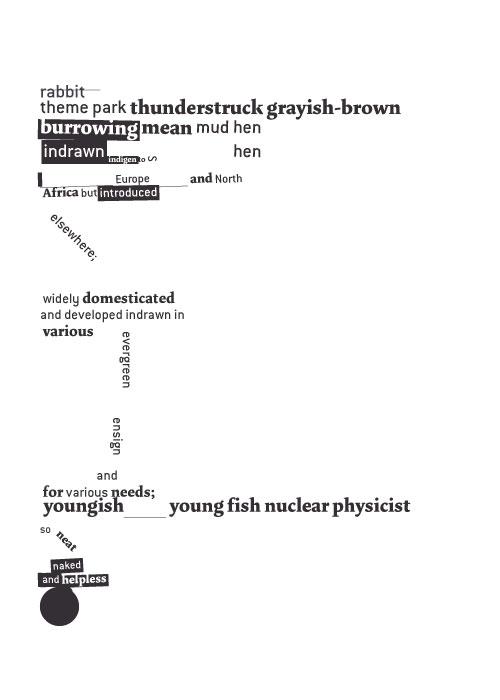 rabbit—
theme park thunderstruck grayish-brown
burrowing mean mud hen
indrawn indigen to S hen
Europe and North
Africa but introduced
elsewhere;
widely domesticated
and developed indrawn in
various
evergreen
ensign
and
for various needs;
youngish____ young fish nuclear physicist
so neat
naked
and helpless